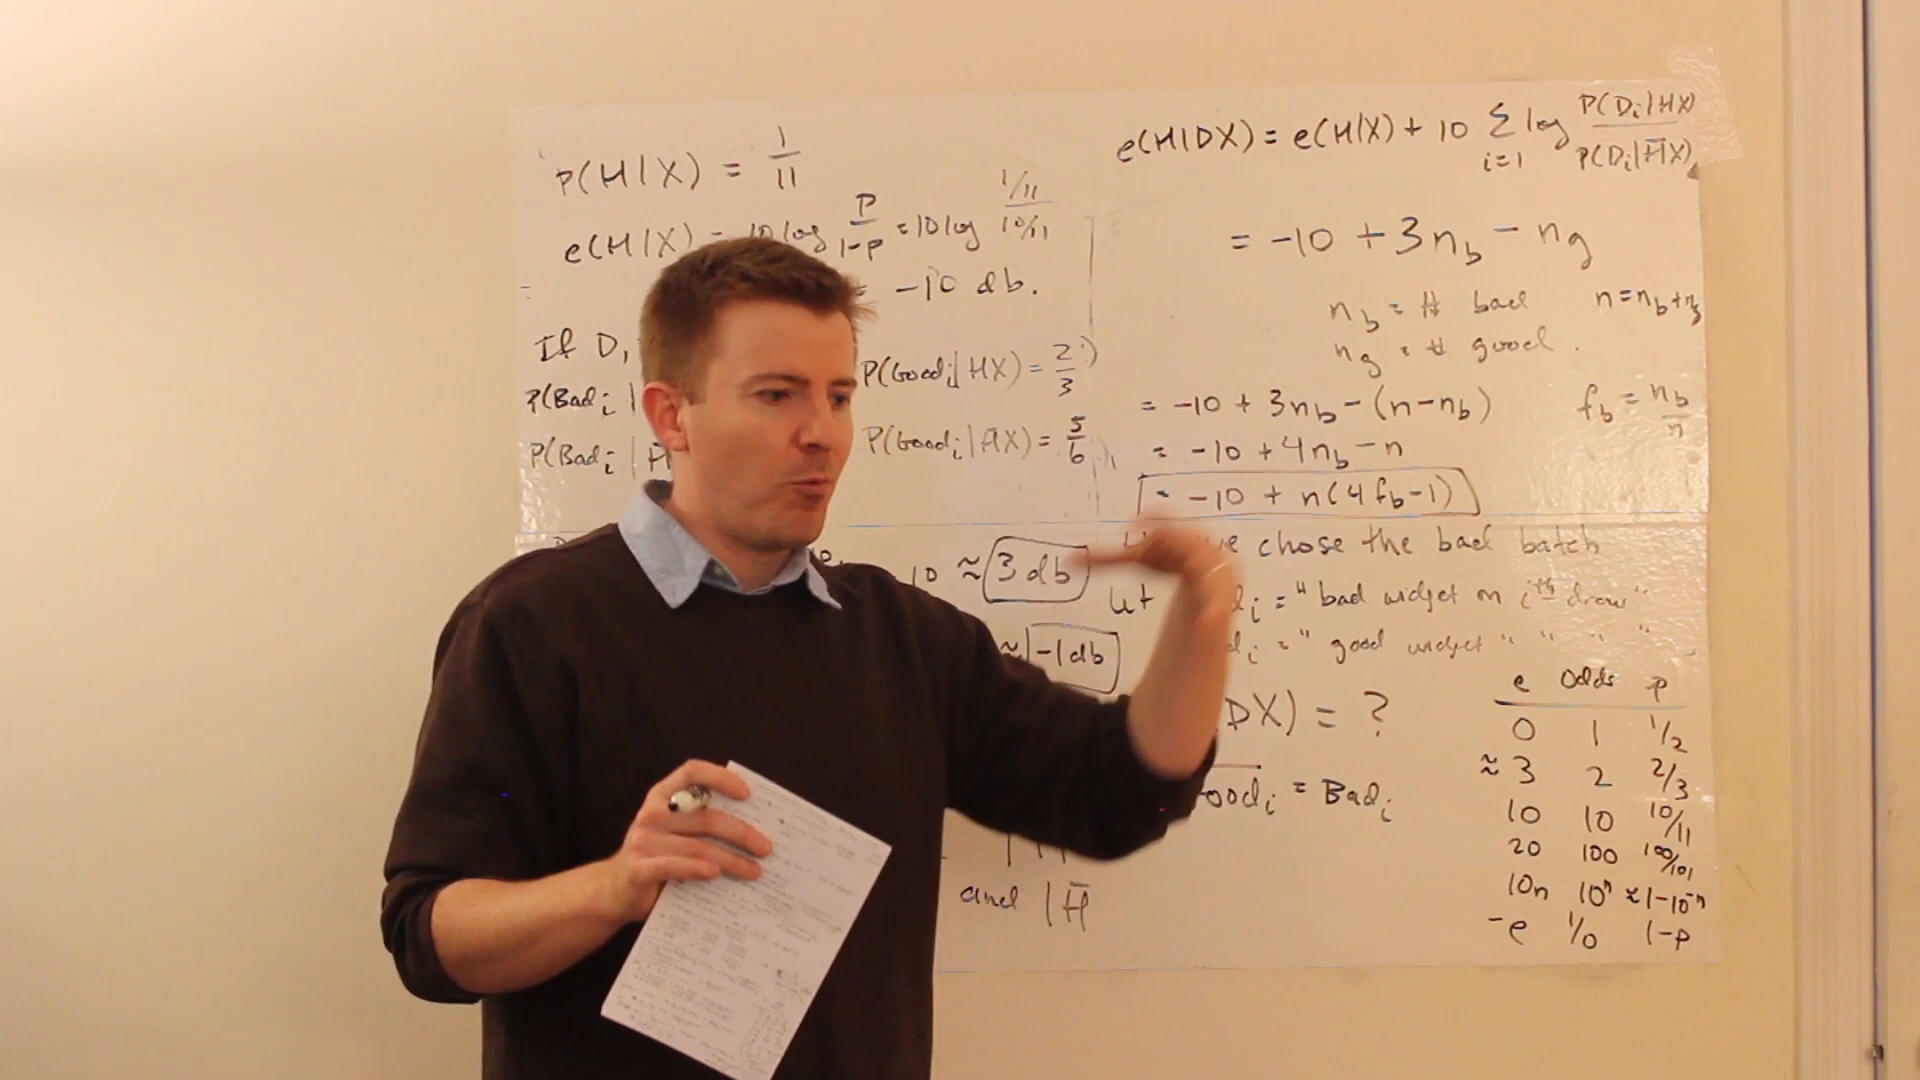 P(H|X) = 1/11
e(H|X) = 10 log P/1-P = 10 log 1/11 / 10/11
= -10 db.
If D,
P(Bad_i |
P(Good_i | HX) = 2/3
P(Bad_i | H̄
P(Good_i | H̄X) = 5/6
10 ≈ 3 db
≈ -1 db
and | H̄
e(H|DX) = e(H|X) + 10 Σ i=1 log P(D_i|HX) / P(D_i|H̄X)
= -10 + 3n_b - n_g
n_b = # bad
n = n_b + n_g
n_g = # good.
= -10 + 3n_b - (n - n_b)
f_b = n_b/n
= -10 + 4n_b - n
= -10 + n(4f_b - 1)
we chose the bad batch
Let d_i = "bad widget on ith draw"
d_i = " good widget " " " "
DX) = ?
ood_i = Bad_i
e Odds P
0 1 1/2
≈ 3 2 2/3
10 10 10/11
20 100 100/101
10n 10^n ≈ 1-10^-n
-e 1/O 1-P